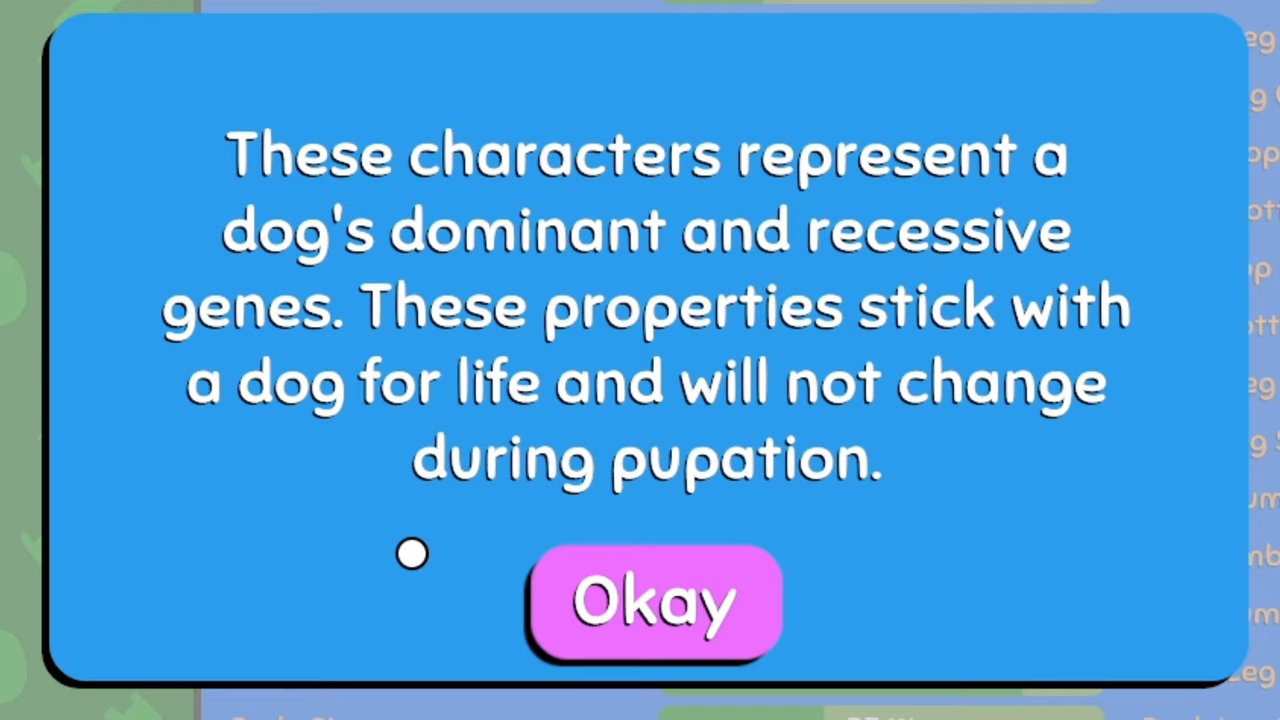 These characters represent a
dog's dominant and recessive
genes. These properties stick with
a dog for life and will not change
during pupation.
Okay